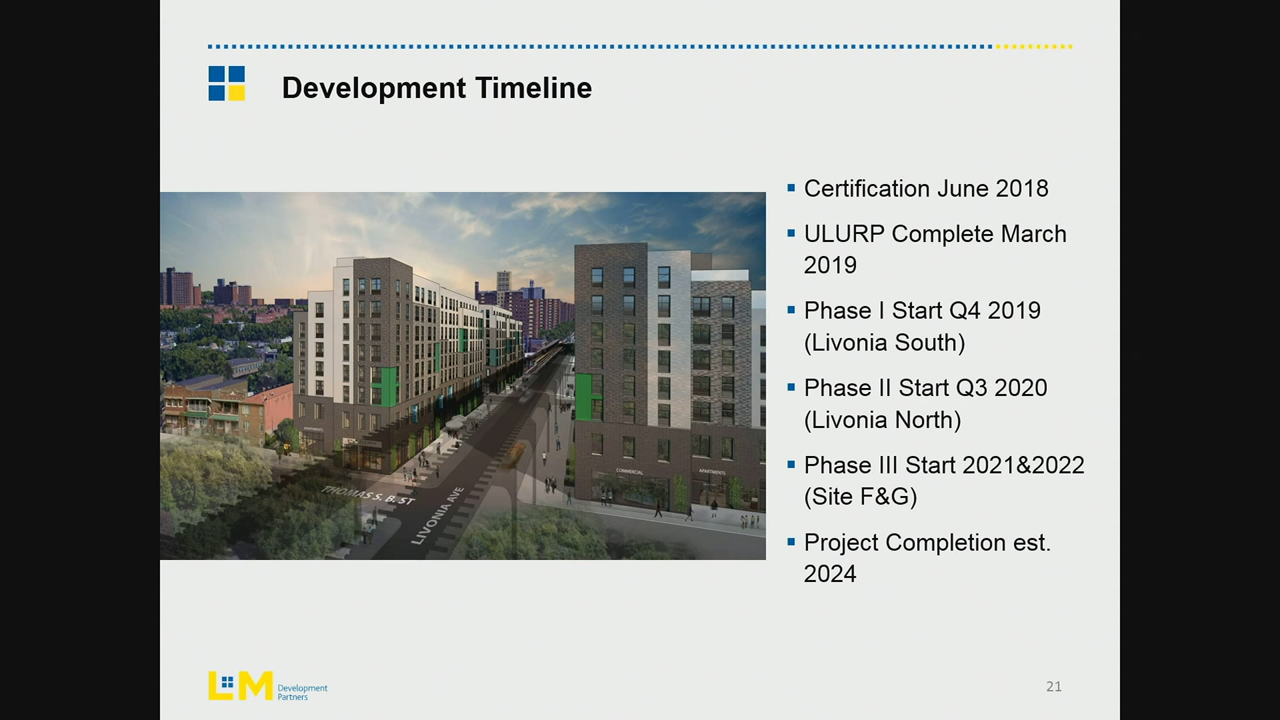 Development Timeline
Certification June 2018
ULURP Complete March
2019
Phase I Start Q4 2019
(Livonia South)
Phase II Start Q3 2020
(Livonia North)
Phase III Start 2021&2022
(Site F&G)
Project Completion est.
2024
COMMERCIAL
APARTMENTS
THOMAS S. B. ST
LIVONIA AVE
L+M Development
Partners
21